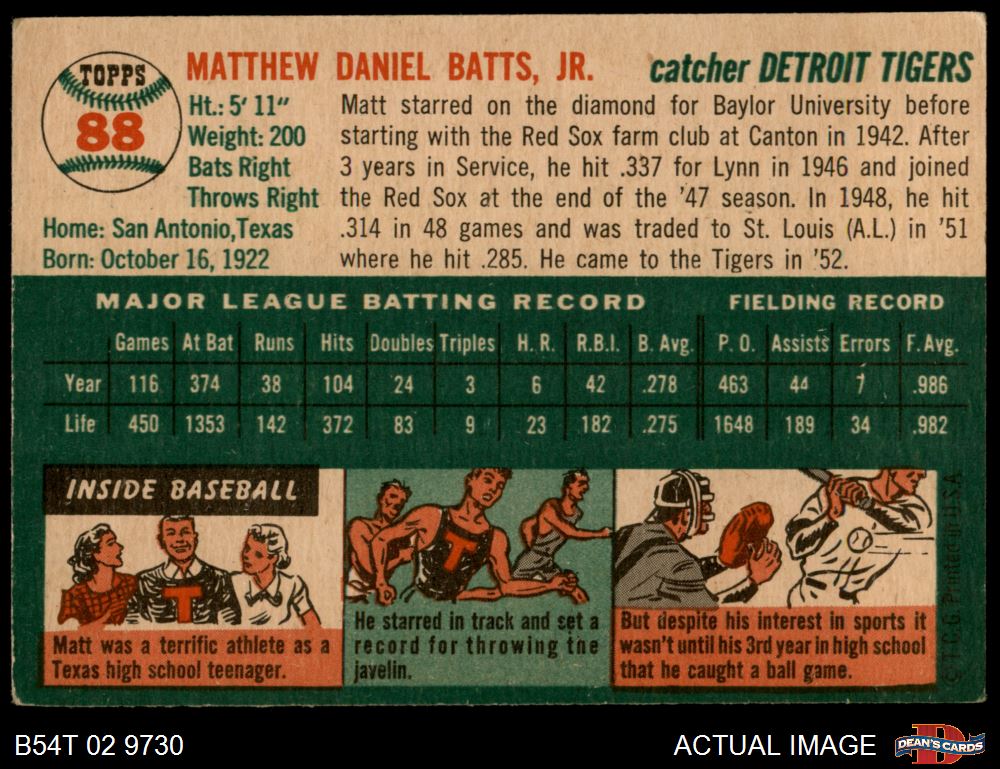 TOPPS
88
MATTHEW DANIEL BATTS, JR. catcher DETROIT TIGERS
Ht.: 5' 11"
Weight: 200
Bats Right
Throws Right
Home: San Antonio, Texas
Born: October 16, 1922
Matt starred on the diamond for Baylor University before
starting with the Red Sox farm club at Canton in 1942. After
3 years in Service, he hit .337 for Lynn in 1946 and joined
the Red Sox at the end of the '47 season. In 1948, he hit
.314 in 48 games and was traded to St. Louis (A.L.) in '51
where he hit .285. He came to the Tigers in '52.
MAJOR LEAGUE BATTING RECORD FIELDING RECORD
Games At Bat Runs Hits Doubles Triples H. R. R.B.I. B. Avg. P. O. Assists Errors F. Avg.
Year 116 374 38 104 24 3 6 42 .278 463 44 7 .986
Life 450 1353 142 372 83 9 23 182 .275 1648 189 34 .982
INSIDE BASEBALL
T
Matt was a terrific athlete as a
Texas high school teenager.
T
He starred in track and set a
record for throwing the
javelin.
But despite his interest in sports it
wasn't until his 3rd year in high school
that he caught a ball game.
© T.C.G. Printed in U.S.A
B54T 02 9730
ACTUAL IMAGE
D
DEAN'S CARDS